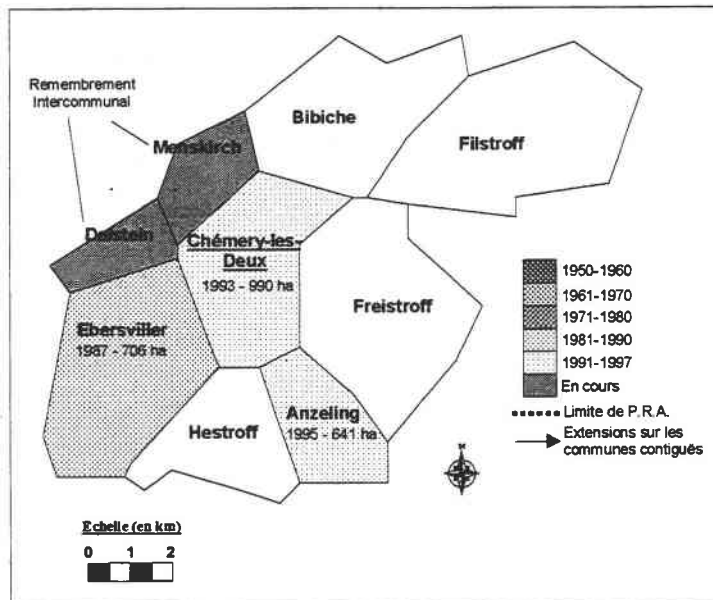 Remembrement
Intercommunal
Bibiche
Menskirch
Filstroff
Dalstein
Chémery-les-
Deux
1993 - 990 ha
Freistroff
Ebersviller
1987 - 706 ha
Anzeling
1995 - 641 ha
Hestroff
1950-1960
1961-1970
1971-1980
1981-1990
1991-1997
En cours
Limite de P.R.A.
Extensions sur les
communes contiguës
N
Echelle (en km)
0 1 2